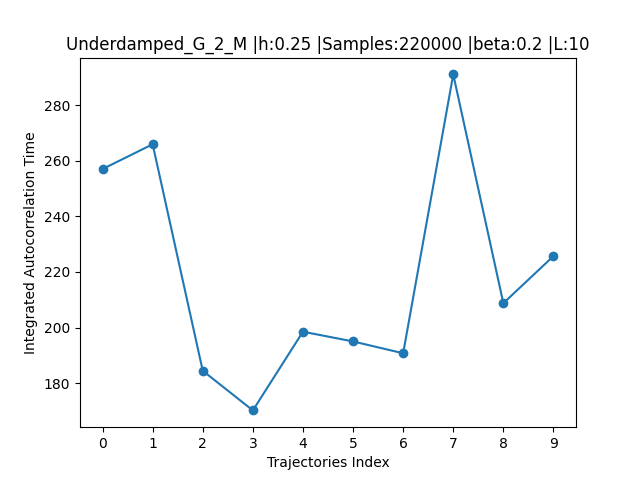 Underdamped_G_2_M |h:0.25 |Samples:220000 |beta:0.2 |L:10
Integrated Autocorrelation Time
280
260
240
220
200
180
0 1 2 3 4 5 6 7 8 9
Trajectories Index